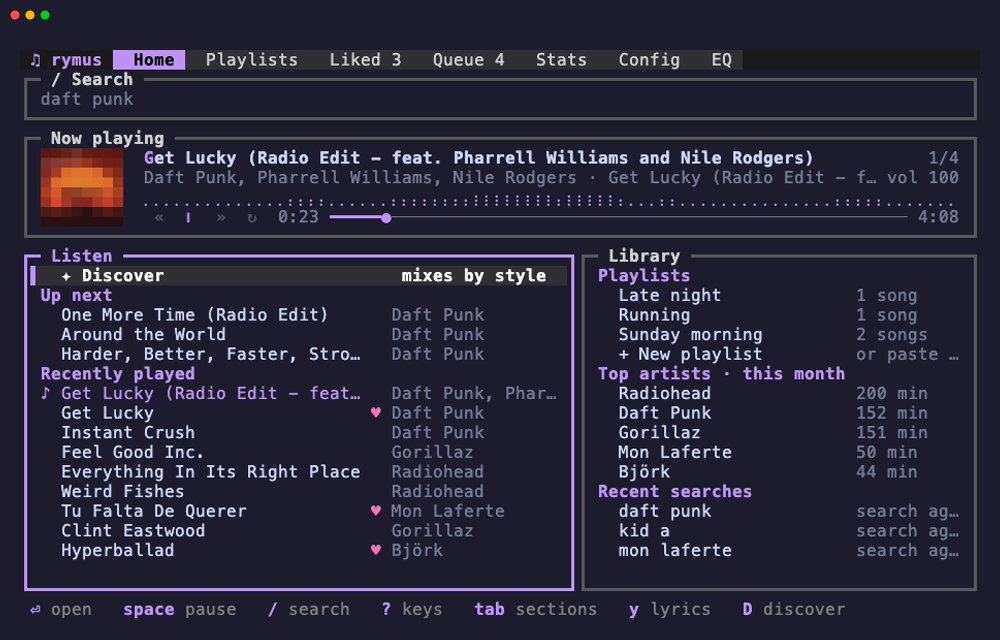 ♫ rymus Home Playlists Liked 3 Queue 4 Stats Config EQ
/ Search
daft punk
Now playing
Get Lucky (Radio Edit – feat. Pharrell Williams and Nile Rodgers) 1/4
Daft Punk, Pharrell Williams, Nile Rodgers · Get Lucky (Radio Edit – f… vol 100
« » ↻ 0:23 4:08
Listen
✦ Discover mixes by style
Up next
One More Time (Radio Edit) Daft Punk
Around the World Daft Punk
Harder, Better, Faster, Stro… Daft Punk
Recently played
♪ Get Lucky (Radio Edit – feat… Daft Punk, Phar…
Get Lucky ♥ Daft Punk
Instant Crush Daft Punk
Feel Good Inc. Gorillaz
Everything In Its Right Place Radiohead
Weird Fishes Radiohead
Tu Falta De Querer ♥ Mon Laferte
Clint Eastwood Gorillaz
Hyperballad ♥ Björk
Library
Playlists
Late night 1 song
Running 1 song
Sunday morning 2 songs
+ New playlist or paste …
Top artists · this month
Radiohead 200 min
Daft Punk 152 min
Gorillaz 151 min
Mon Laferte 50 min
Björk 44 min
Recent searches
daft punk search ag…
kid a search ag…
mon laferte search ag…
⏎ open space pause / search ? keys tab sections y lyrics D discover